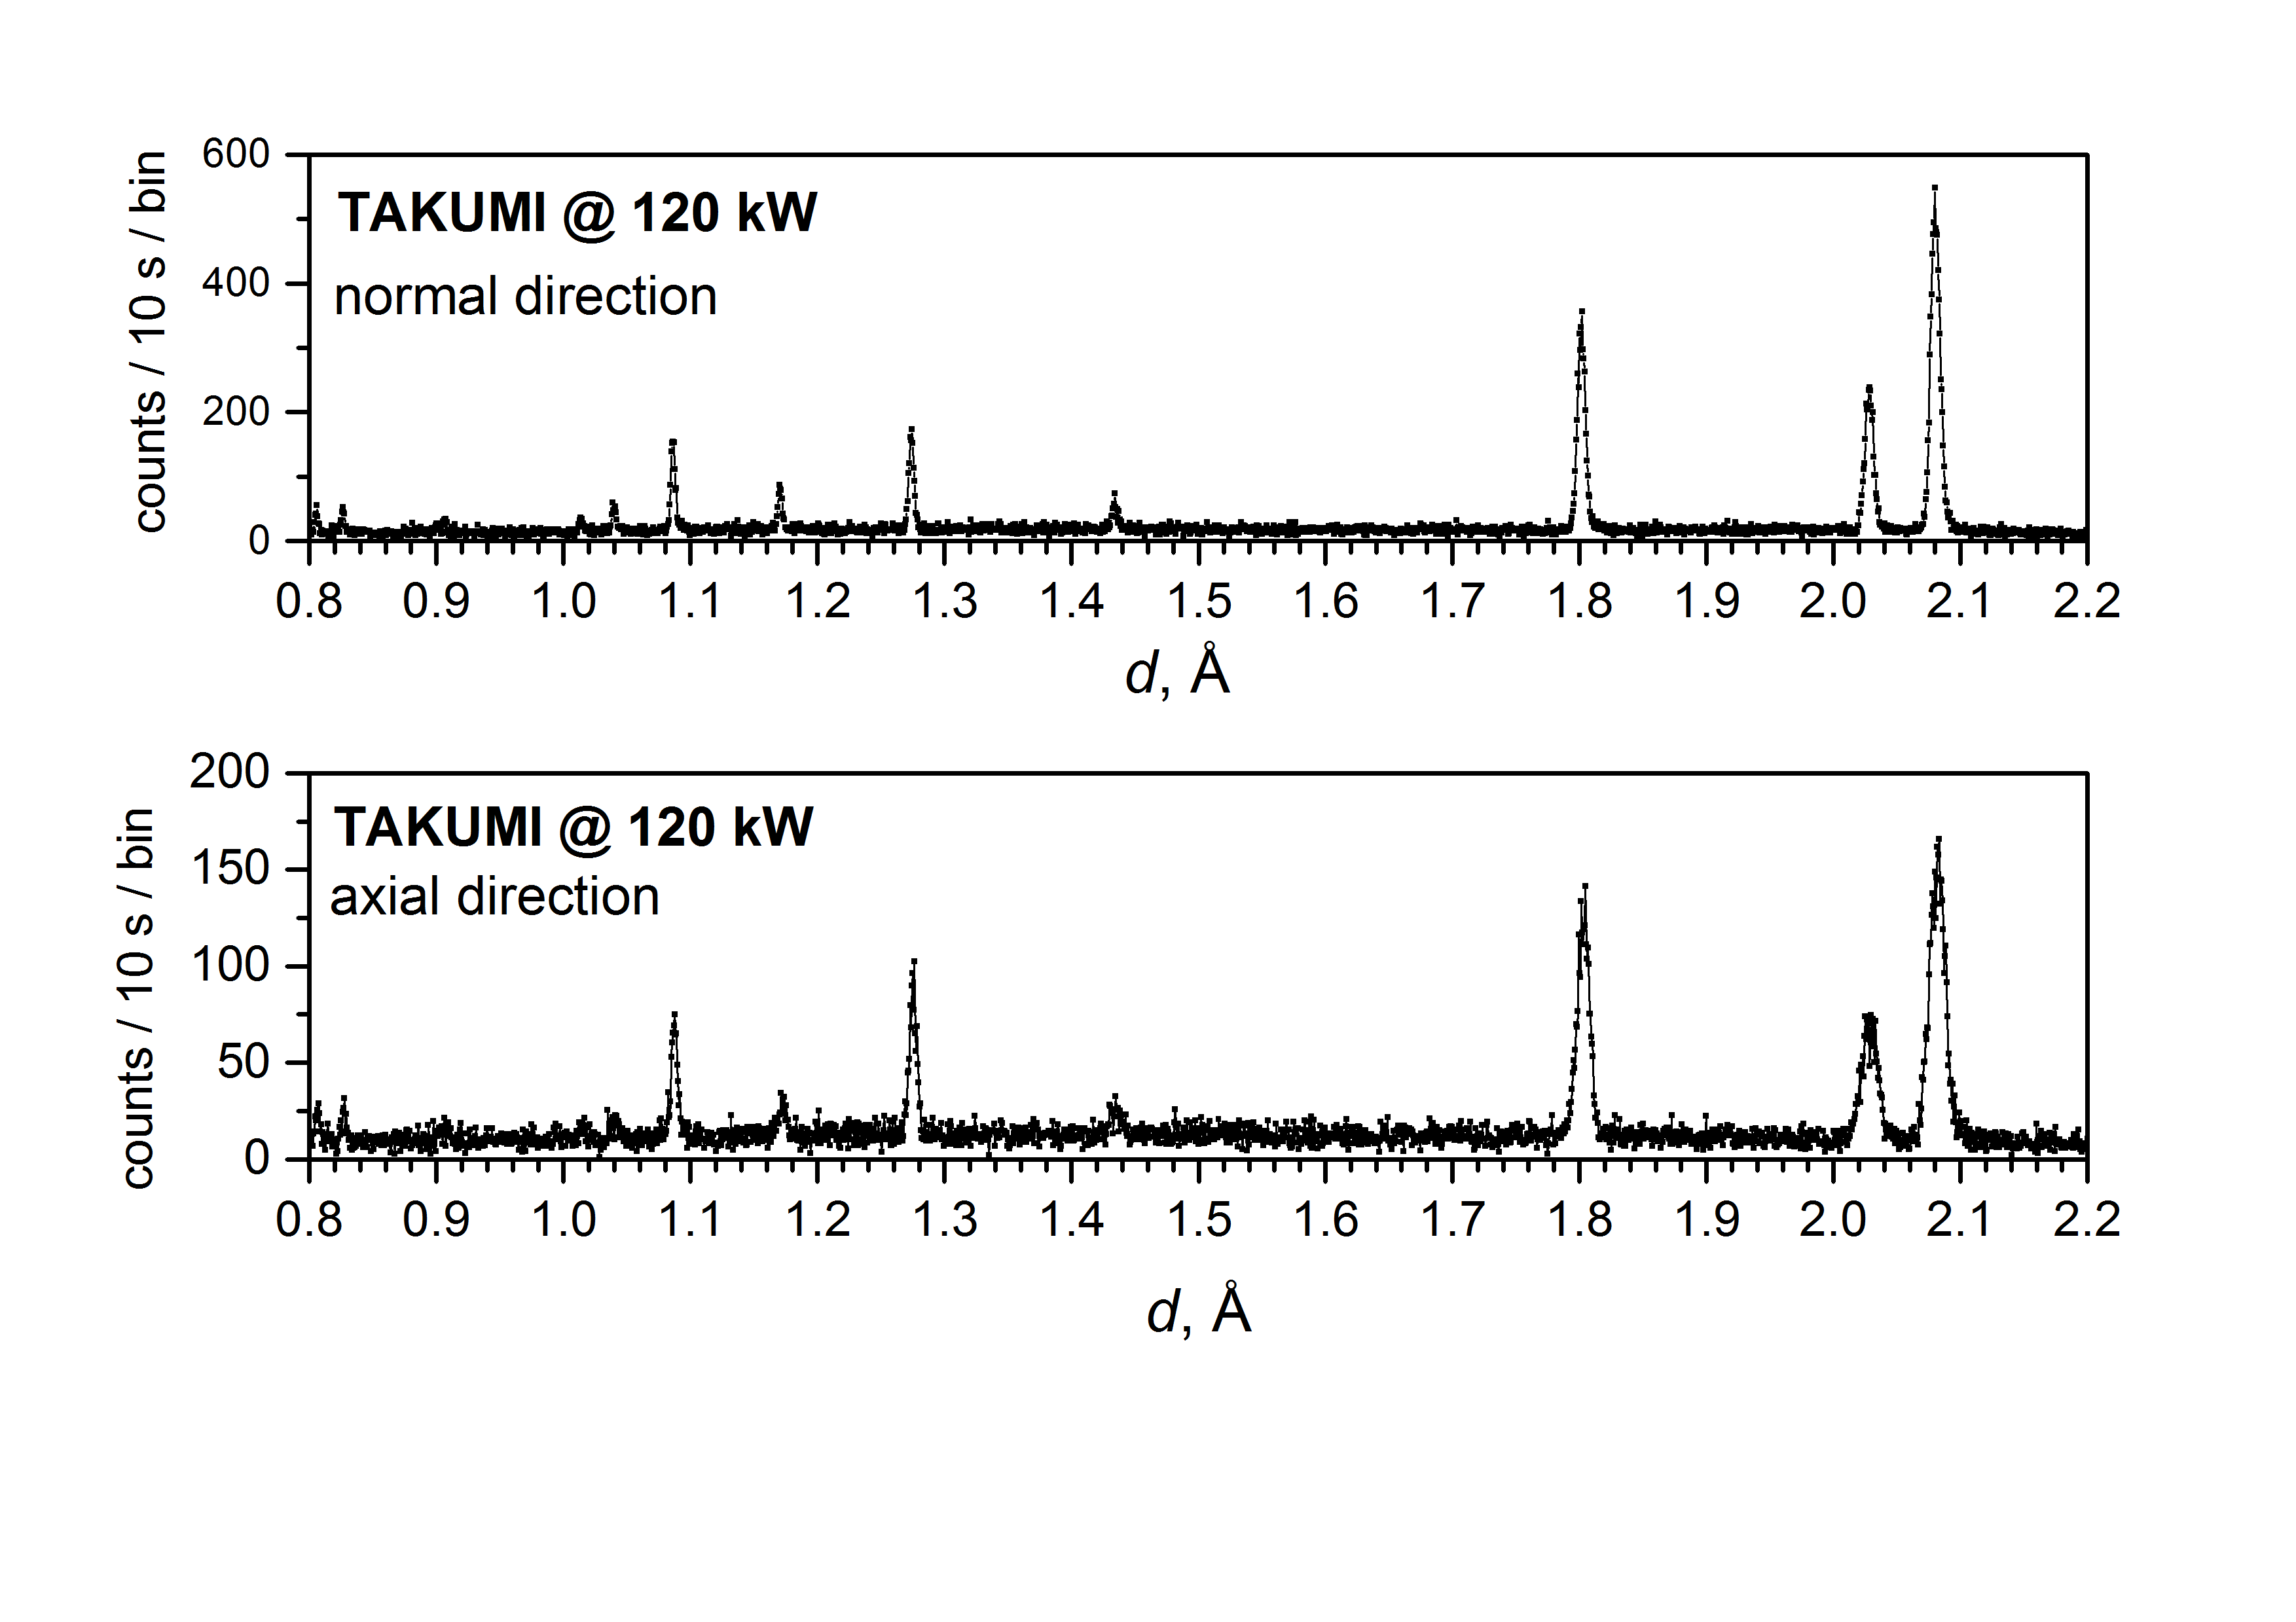 600
400
200
0
counts / 10 s / bin
TAKUMI @ 120 kW
normal direction
0.8 0.9 1.0 1.1 1.2 1.3 1.4 1.5 1.6 1.7 1.8 1.9 2.0 2.1 2.2
d, Å
200
150
100
50
0
counts / 10 s / bin
TAKUMI @ 120 kW
axial direction
0.8 0.9 1.0 1.1 1.2 1.3 1.4 1.5 1.6 1.7 1.8 1.9 2.0 2.1 2.2
d, Å